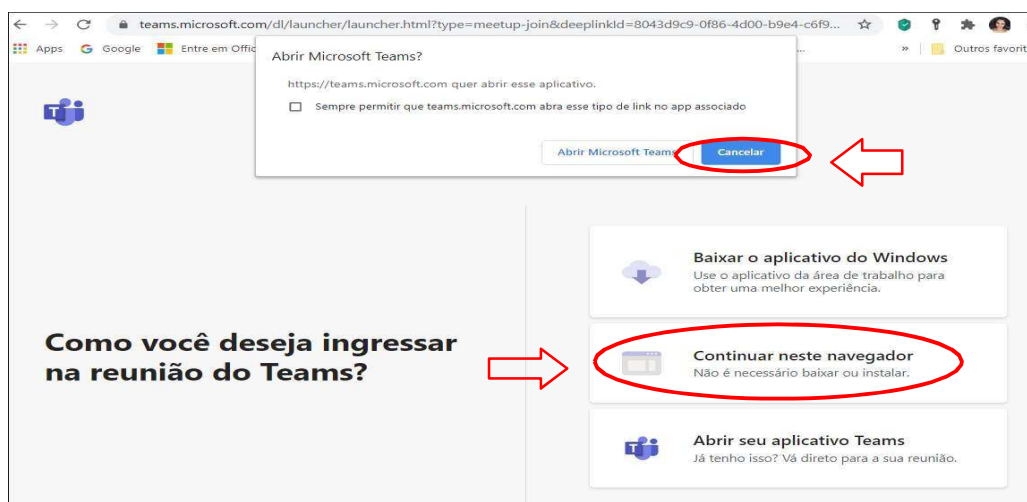 teams.microsoft.com/dl/launcher/launcher.html?type=meetup-join&deeplinkId=8043d9c9-0f86-4d00-b9e4-c6f9...
Apps Google Entre em Offic ... » Outros favorit
Abrir Microsoft Teams?
https://teams.microsoft.com quer abrir esse aplicativo.
Sempre permitir que teams.microsoft.com abra esse tipo de link no app associado
Abrir Microsoft Teams Cancelar
Baixar o aplicativo do Windows
Use o aplicativo da área de trabalho para
obter uma melhor experiência.
Como você deseja ingressar
na reunião do Teams?
Continuar neste navegador
Não é necessário baixar ou instalar.
Abrir seu aplicativo Teams
Já tenho isso? Vá direto para a sua reunião.